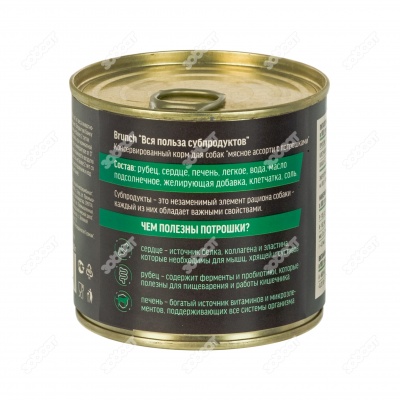 Brunch "Вся польза субпродуктов"
Консервированный корм для собак "мясное ассорти с потрошками"
Состав: рубец, сердце, печень, легкое, вода, масло
подсолнечное, желирующая добавка, клетчатка, соль
Субпродукты - это незаменимый элемент рациона собаки-
каждый из них обладает важными свойствами.
ЧЕМ ПОЛЕЗНЫ ПОТРОШКИ?
сердце - источник белка, коллагена и эластина,
которые необходимы для мышц, хрящей и
рубец - содержит ферменты и пробиотики, которые
полезны для пищеварения и работы кишечника.
печень - богатый источник витаминов и микроэле-
ментов, поддерживающих все системы организма